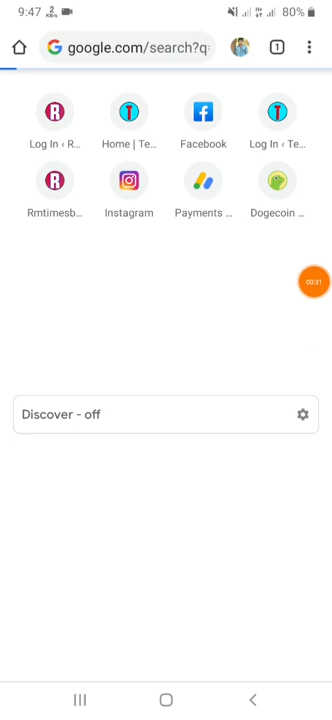 9:47 2 KB/s 80%
google.com/search?q=
1
Log In ‹ R... Home | Te... Facebook Log In ‹ Te...
Rmtimesb... Instagram Payments ... Dogecoin ...
00:31
Discover - off